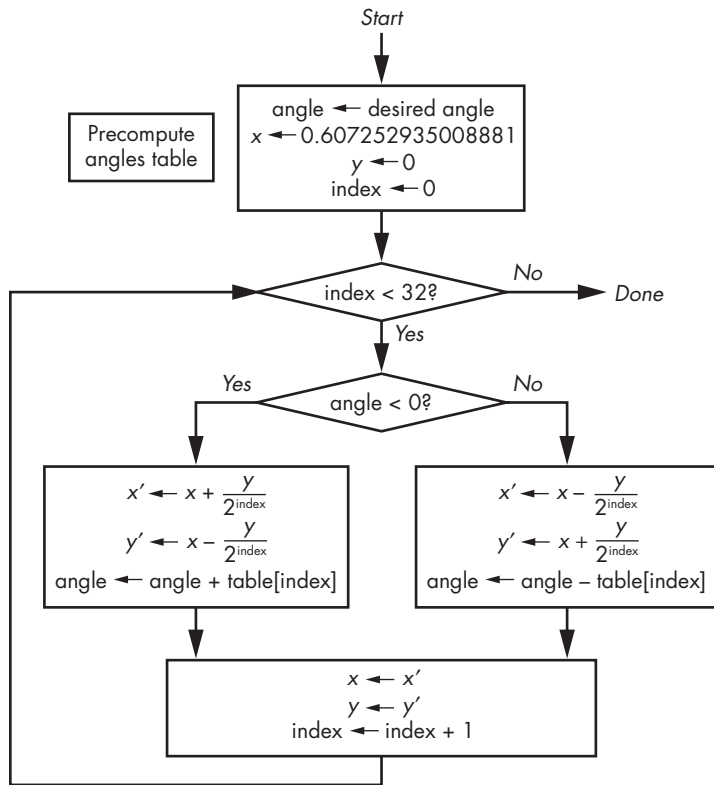 Start
Precompute
angles table
angle ← desired angle
x ← 0.607252935008881
y ← 0
index ← 0
index < 32?
No
Done
Yes
angle < 0?
Yes
No
x′ ← x + y/2^index
y′ ← x − y/2^index
angle ← angle + table[index]
x′ ← x − y/2^index
y′ ← x + y/2^index
angle ← angle – table[index]
x ← x′
y ← y′
index ← index + 1